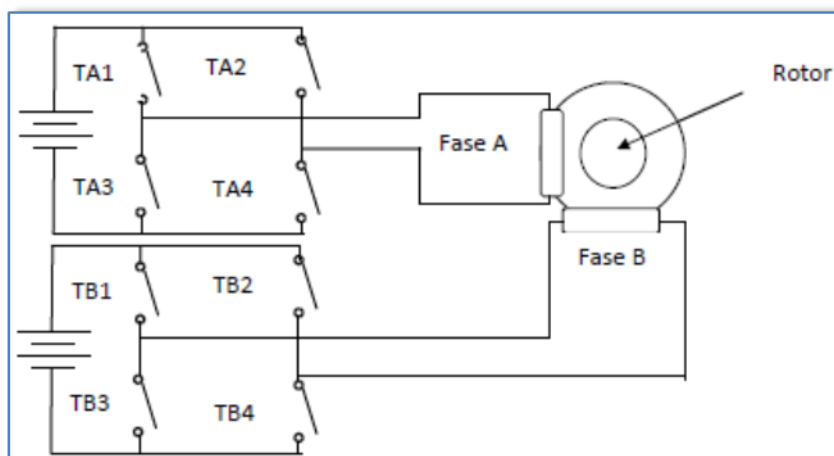 TA1
TA2
Rotor
Fase A
TA3
TA4
Fase B
TB1
TB2
TB3
TB4